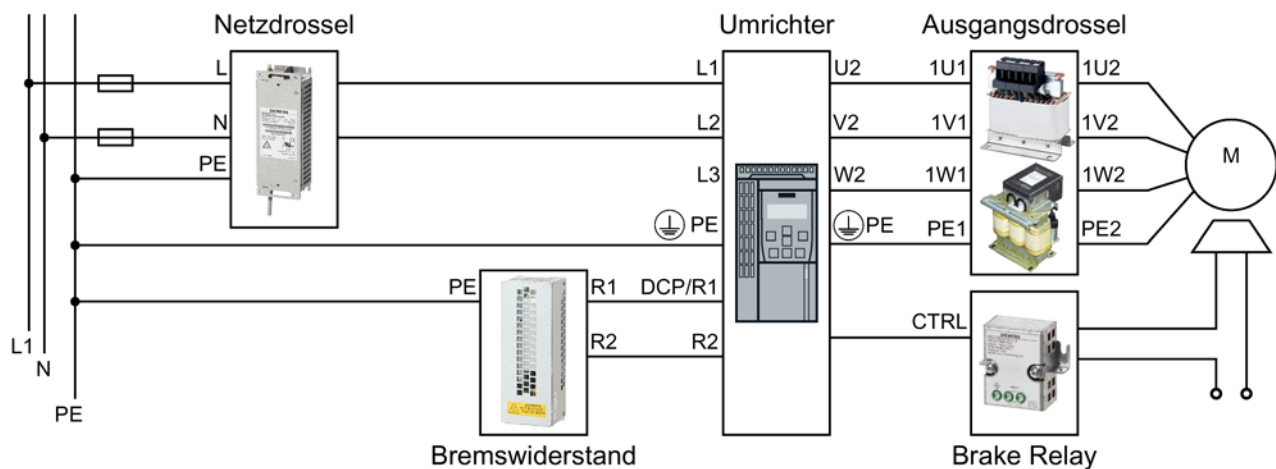 Netzdrossel
Umrichter
Ausgangsdrossel
L
L1
U2
1U1
1U2
N
L2
V2
1V1
1V2
M
PE
L3
W2
1W1
1W2
PE
PE
PE1
PE2
PE
R1
DCP/R1
CTRL
L1
R2
R2
N
PE
Bremswiderstand
Brake Relay
SIEMENS